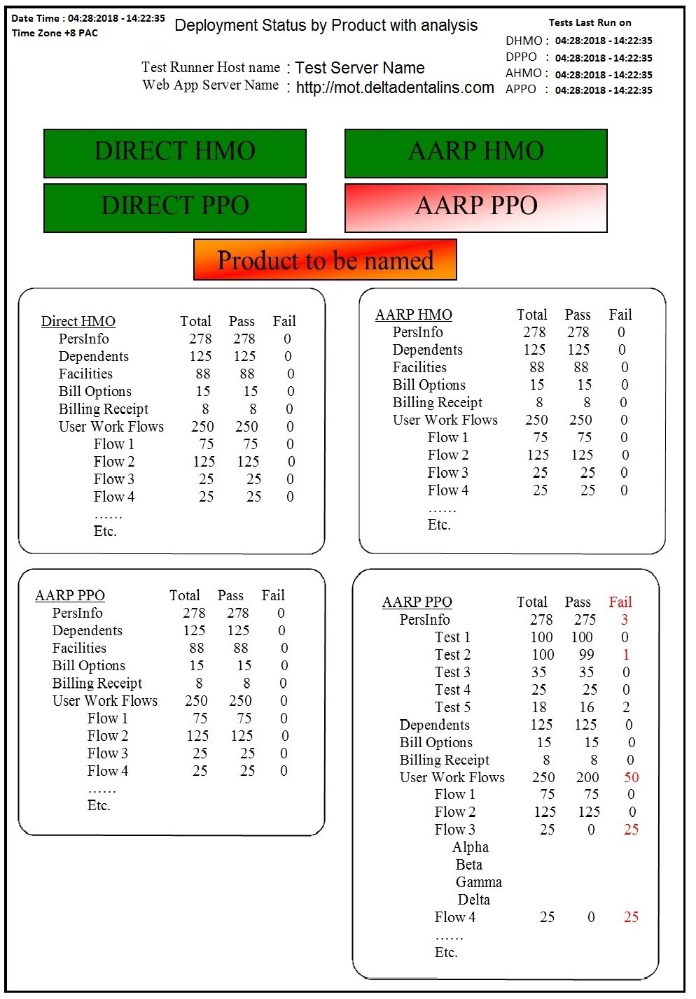 Date Time : 04:28:2018 - 14:22:35
Time Zone +8 PAC
Deployment Status by Product with analysis
Tests Last Run on
DHMO : 04:28:2018 - 14:22:35
DPPO : 04:28:2018 - 14:22:35
AHMO : 04:28:2018 - 14:22:35
APPO : 04:28:2018 - 14:22:35
Test Runner Host name : Test Server Name
Web App Server Name : http://mot.deltadentalins.com
DIRECT HMO
AARP HMO
DIRECT PPO
AARP PPO
Product to be named
Direct HMO Total Pass Fail
PersInfo 278 278 0
Dependents 125 125 0
Facilities 88 88 0
Bill Options 15 15 0
Billing Receipt 8 8 0
User Work Flows 250 250 0
Flow 1 75 75 0
Flow 2 125 125 0
Flow 3 25 25 0
Flow 4 25 25 0
......
Etc.
AARP HMO Total Pass Fail
PersInfo 278 278 0
Dependents 125 125 0
Facilities 88 88 0
Bill Options 15 15 0
Billing Receipt 8 8 0
User Work Flows 250 250 0
Flow 1 75 75 0
Flow 2 125 125 0
Flow 3 25 25 0
Flow 4 25 25 0
......
Etc.
AARP PPO Total Pass Fail
PersInfo 278 278 0
Dependents 125 125 0
Facilities 88 88 0
Bill Options 15 15 0
Billing Receipt 8 8 0
User Work Flows 250 250 0
Flow 1 75 75 0
Flow 2 125 125 0
Flow 3 25 25 0
Flow 4 25 25 0
......
Etc.
AARP PPO Total Pass Fail
PersInfo 278 275 3
Test 1 100 100 0
Test 2 100 99 1
Test 3 35 35 0
Test 4 25 25 0
Test 5 18 16 2
Dependents 125 125 0
Bill Options 15 15 0
Billing Receipt 8 8 0
User Work Flows 250 200 50
Flow 1 75 75 0
Flow 2 125 125 0
Flow 3 25 0 25
Alpha
Beta
Gamma
Delta
Flow 4 25 0 25
......
Etc.